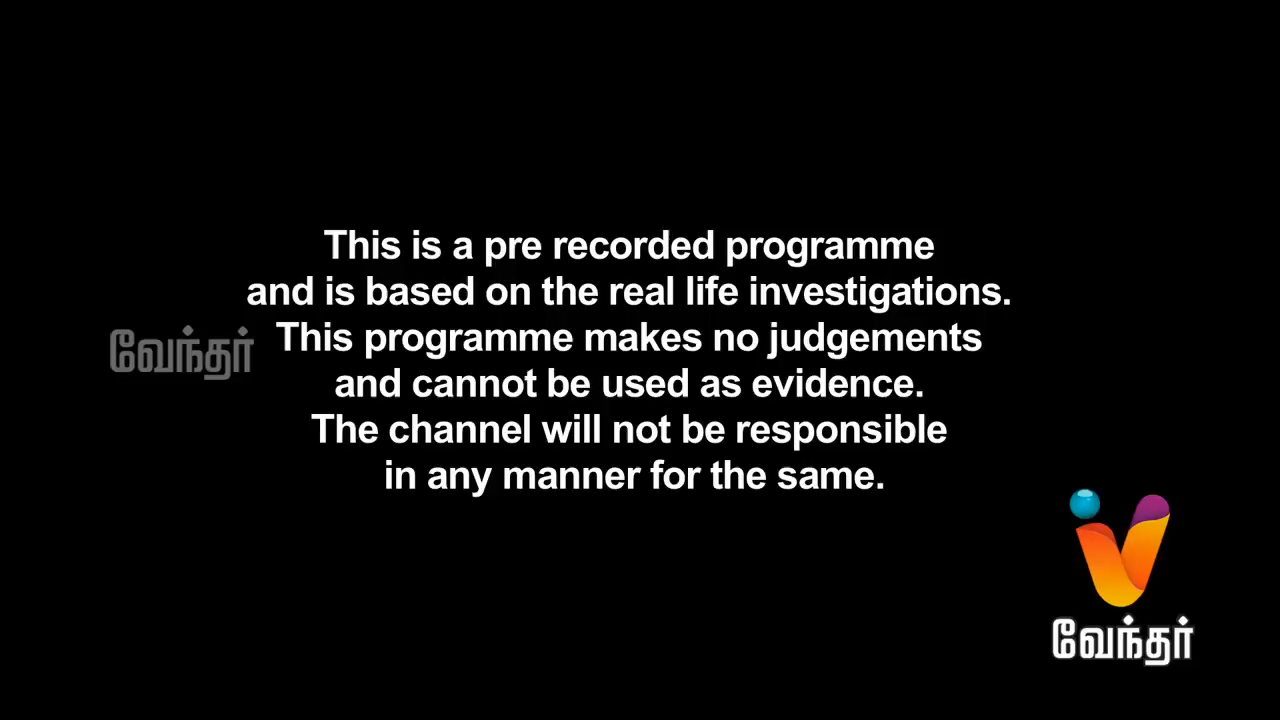 This is a pre recorded programme
and is based on the real life investigations.
வேந்தர்
This programme makes no judgements
and cannot be used as evidence.
The channel will not be responsible
in any manner for the same.
வேந்தர்